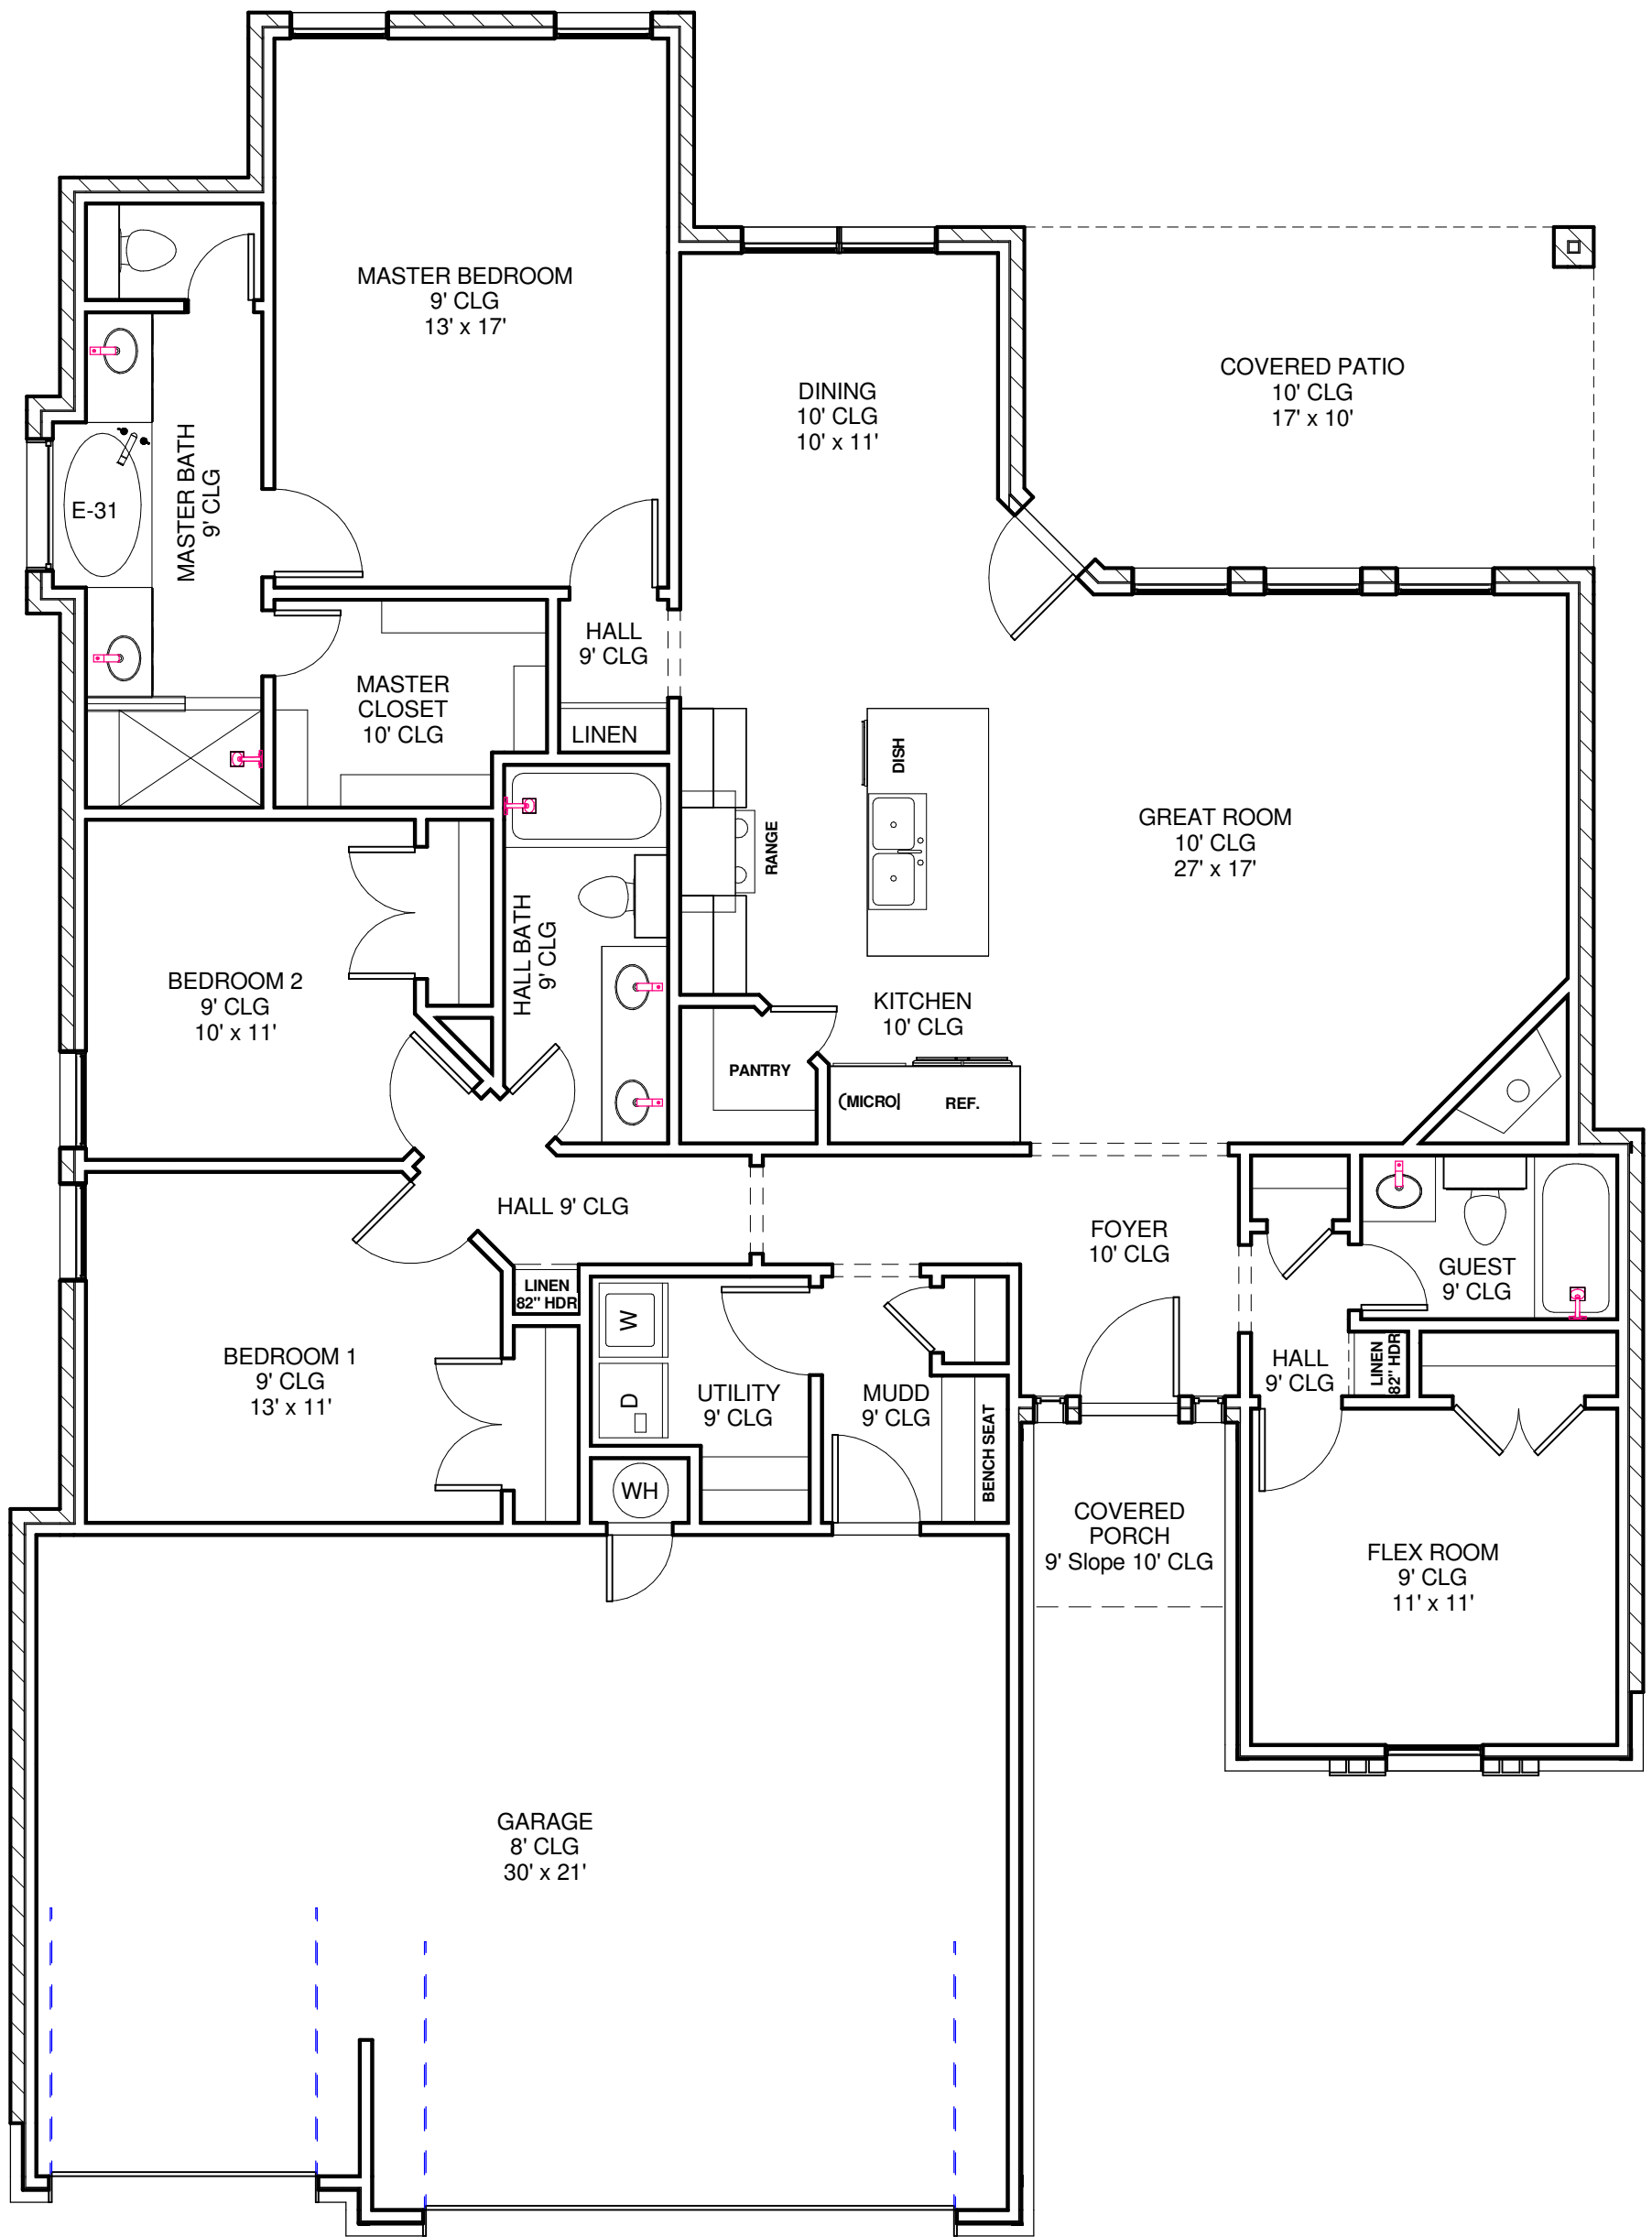 MASTER BEDROOM
9' CLG
13' x 17'
COVERED PATIO
10' CLG
17' x 10'
DINING
10' CLG
10' x 11'
MASTER BATH
9' CLG
E-31
HALL
9' CLG
MASTER
CLOSET
10' CLG
LINEN
DISH
RANGE
GREAT ROOM
10' CLG
27' x 17'
HALL BATH
9' CLG
BEDROOM 2
9' CLG
10' x 11'
KITCHEN
10' CLG
PANTRY
MICRO
REF.
HALL 9' CLG
FOYER
10' CLG
GUEST
9' CLG
LINEN
82" HDR
W
D
UTILITY
9' CLG
MUDD
9' CLG
BENCH SEAT
HALL
9' CLG
LINEN
82" HDR
BEDROOM 1
9' CLG
13' x 11'
WH
COVERED
PORCH
9' Slope 10' CLG
FLEX ROOM
9' CLG
11' x 11'
GARAGE
8' CLG
30' x 21'